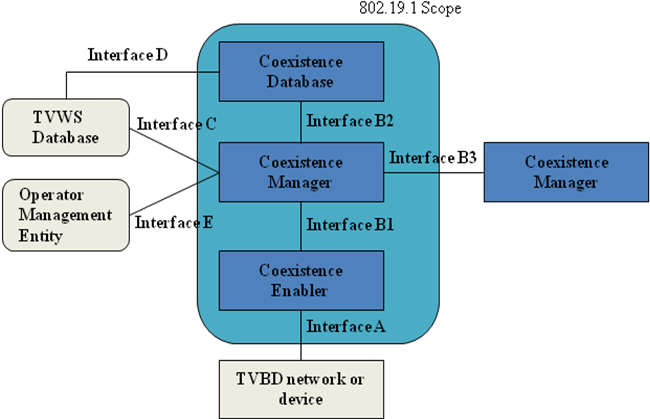 802.19.1 Scope
Interface D
Coexistence
Database
TVWS
Database
Interface C
Interface B2
Coexistence
Manager
Interface B3
Coexistence
Manager
Operator
Management
Entity
Interface E
Interface B1
Coexistence
Enabler
Interface A
TVBD network or
device